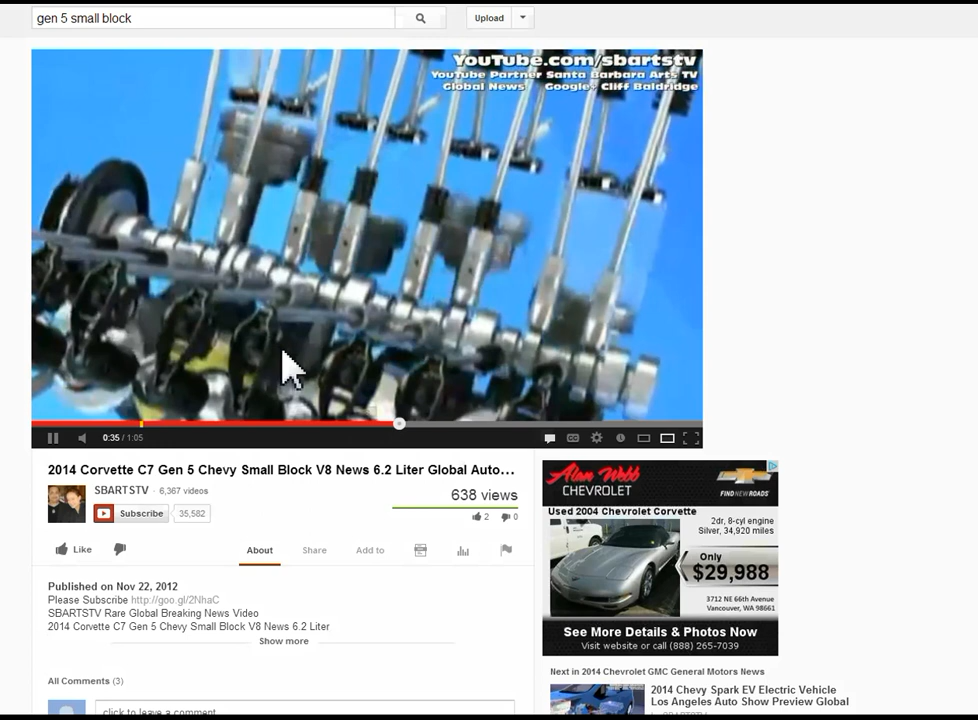 gen 5 small block
Upload
YouTube.com/sbartstv
YouTube Partner Santa Barbara Arts TV
Global News Google+ Cliff Baldridge
0:35 / 1:05
2014 Corvette C7 Gen 5 Chevy Small Block V8 News 6.2 Liter Global Auto...
SBARTSTV · 6,367 videos
Subscribe 35,582
638 views
2 0
Like
About Share Add to
Published on Nov 22, 2012
Please Subscribe http://goo.gl/2NhaC
SBARTSTV Rare Global Breaking News Video
2014 Corvette C7 Gen 5 Chevy Small Block V8 News 6.2 Liter
Show more
All Comments (3)
click to leave a comment
Alan Webb
CHEVROLET
FIND NEW ROADS
Used 2004 Chevrolet Corvette
2dr, 8-cyl engine
Silver, 34,920 miles
Only
$29,988
3712 NE 66th Avenue
Vancouver, WA 98661
See More Details & Photos Now
Visit website or call (888) 265-7039
Next in 2014 Chevrolet GMC General Motors News
2014 Chevy Spark EV Electric Vehicle
Los Angeles Auto Show Preview Global